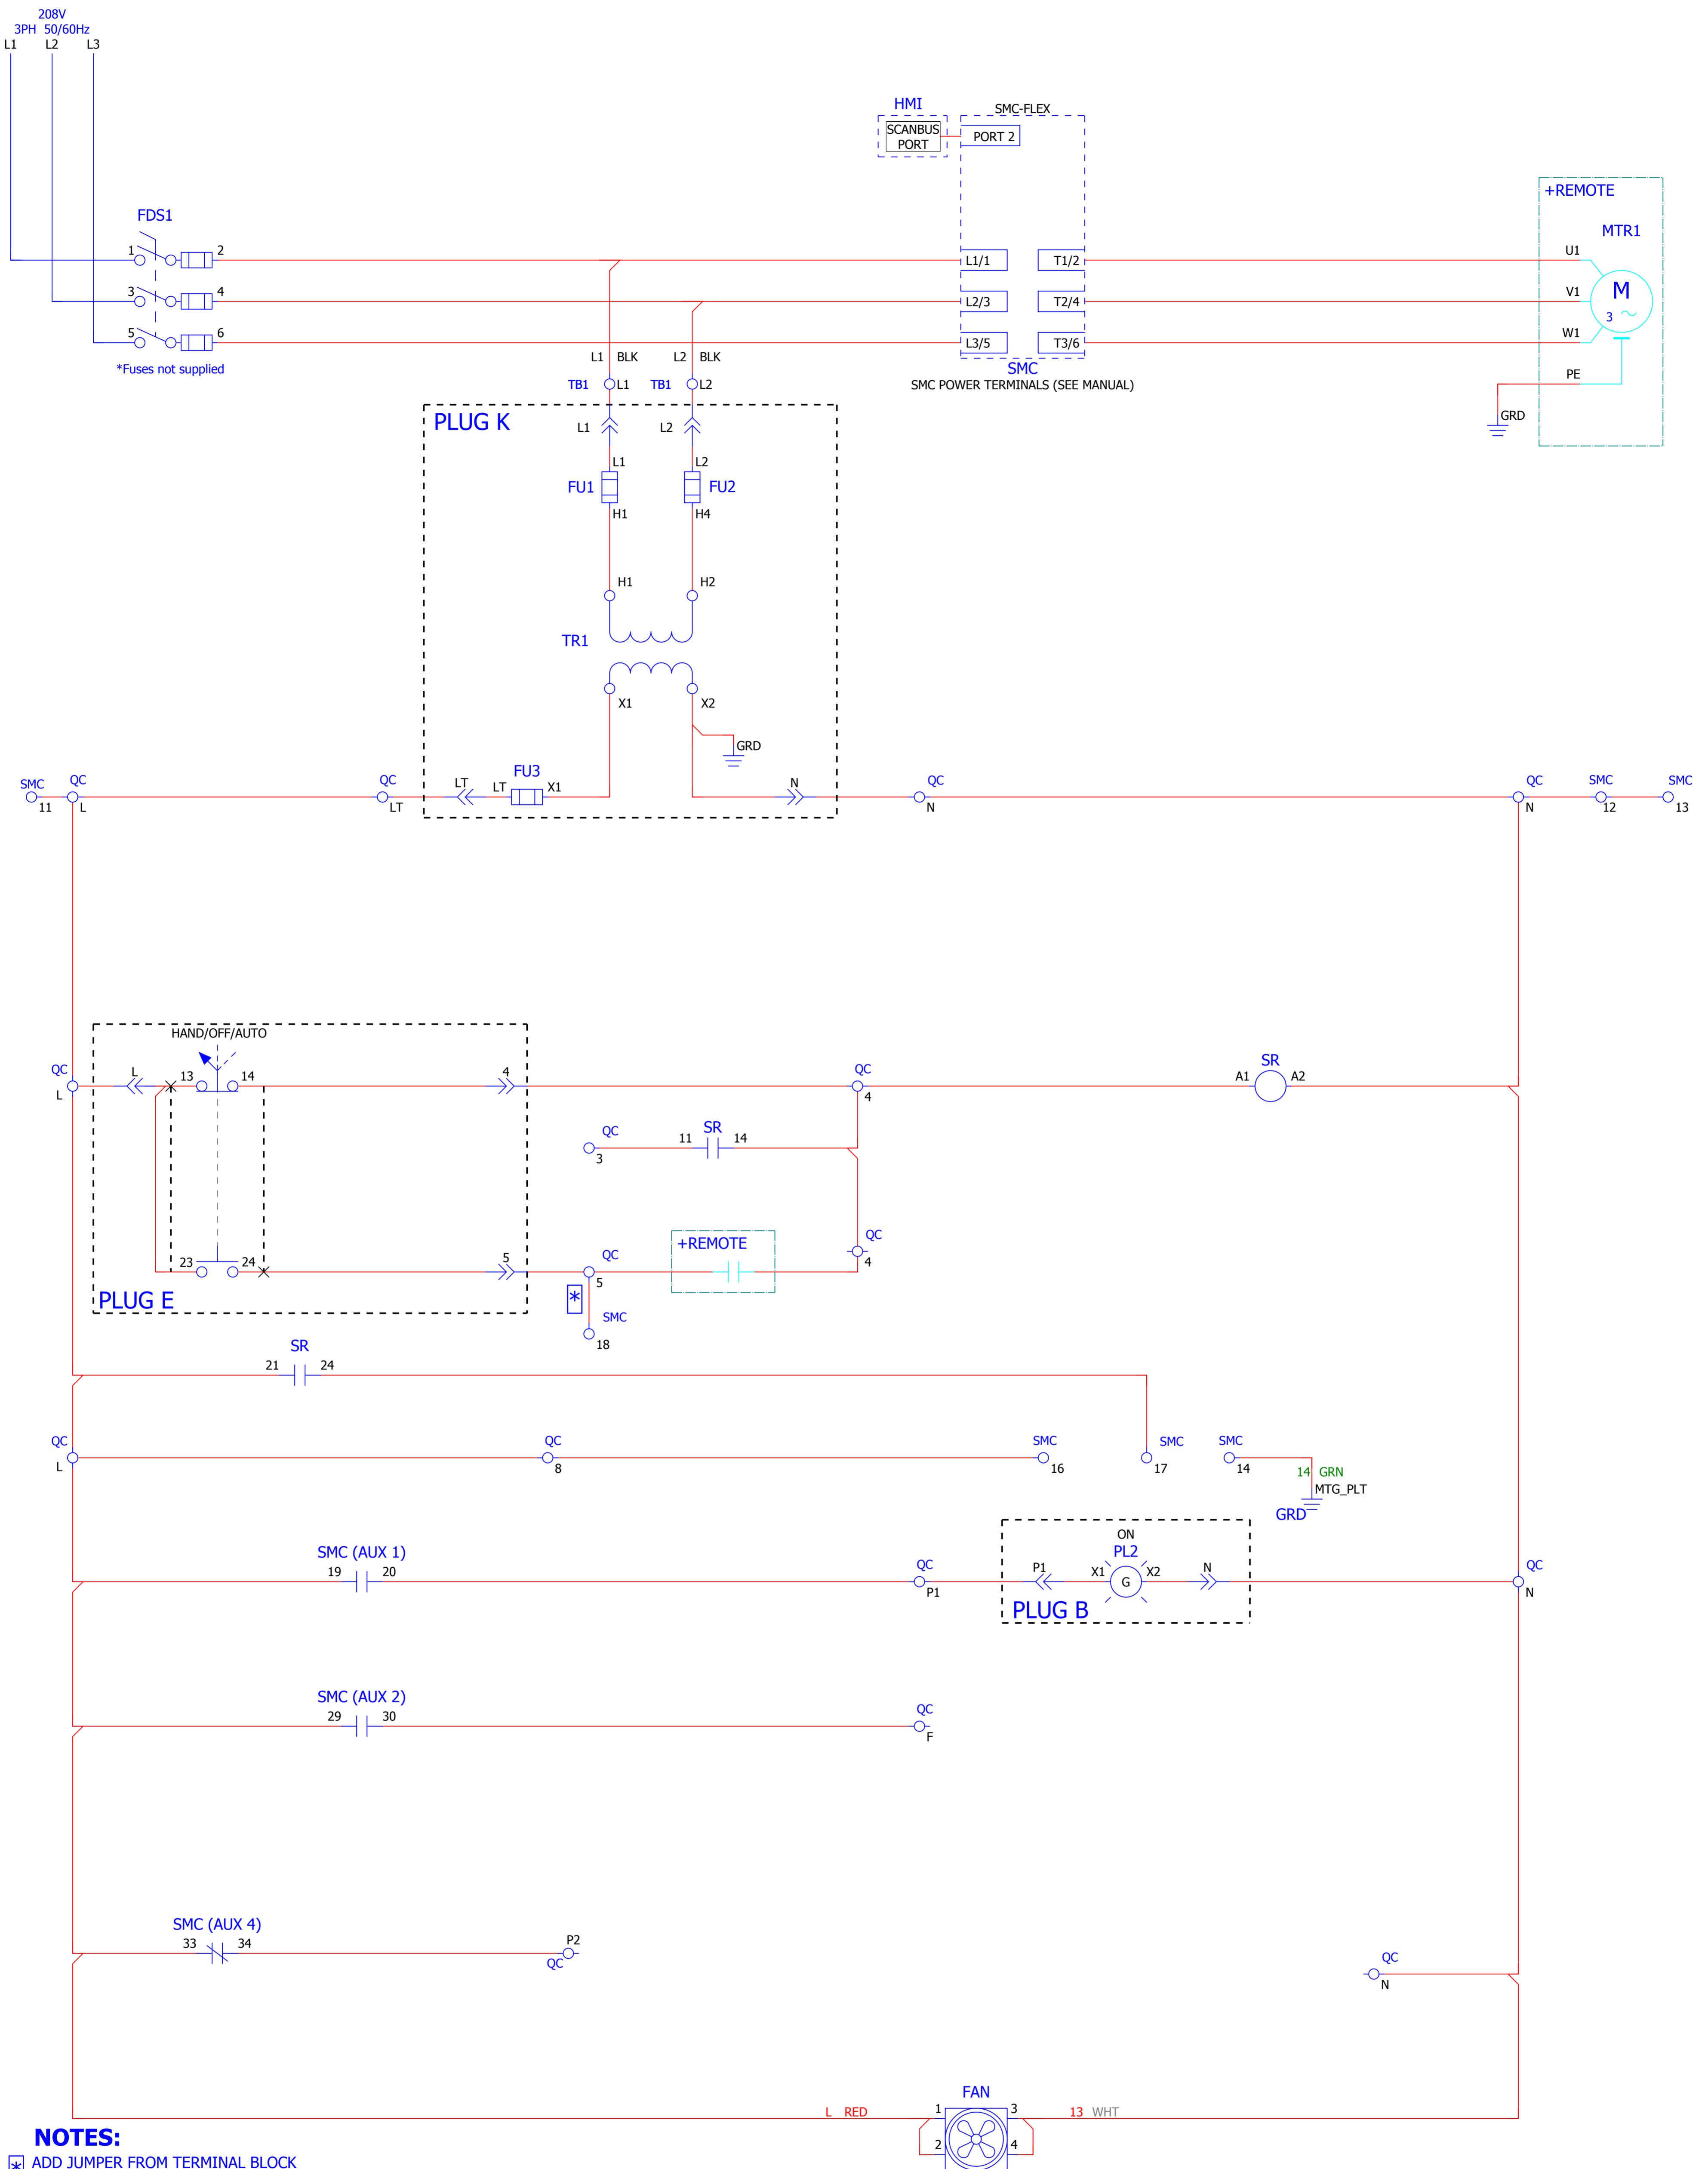 208V
3PH 50/60Hz
L1 L2 L3
HMI
SMC-FLEX
SCANBUS
PORT
PORT 2
+REMOTE
FDS1
MTR1
1 2
L1/1 T1/2
U1
3 4
L2/3 T2/4
V1
M
3
5 6
L3/5 T3/6
W1
*Fuses not supplied
L1 BLK L2 BLK
SMC
SMC POWER TERMINALS (SEE MANUAL)
PE
GRD
TB1 L1 TB1 L2
PLUG K
L1 L2
L1 L2
FU1 FU2
H1 H4
H1 H2
TR1
X1 X2
GRD
SMC QC QC LT LT FU3 X1 N QC QC SMC SMC
11 L LT N N 12 13
HAND/OFF/AUTO
QC L 13 14 4 QC A1 SR A2
L 4
QC 11 SR 14
3
+REMOTE
QC
23 24 5 QC 4
5
PLUG E
*
SMC
18
SR
21 24
QC QC SMC SMC SMC
L 8 16 17 14
14 GRN
MTG_PLT
GRD
ON
SMC (AUX 1)
PL2
19 20 QC P1 X1 G X2 N QC
P1 N
PLUG B
SMC (AUX 2)
29 30 QC
F
SMC (AUX 4)
33 34 P2
QC
QC
N
FAN
L RED 1 3 13 WHT
2 4
NOTES:
* ADD JUMPER FROM TERMINAL BLOCK